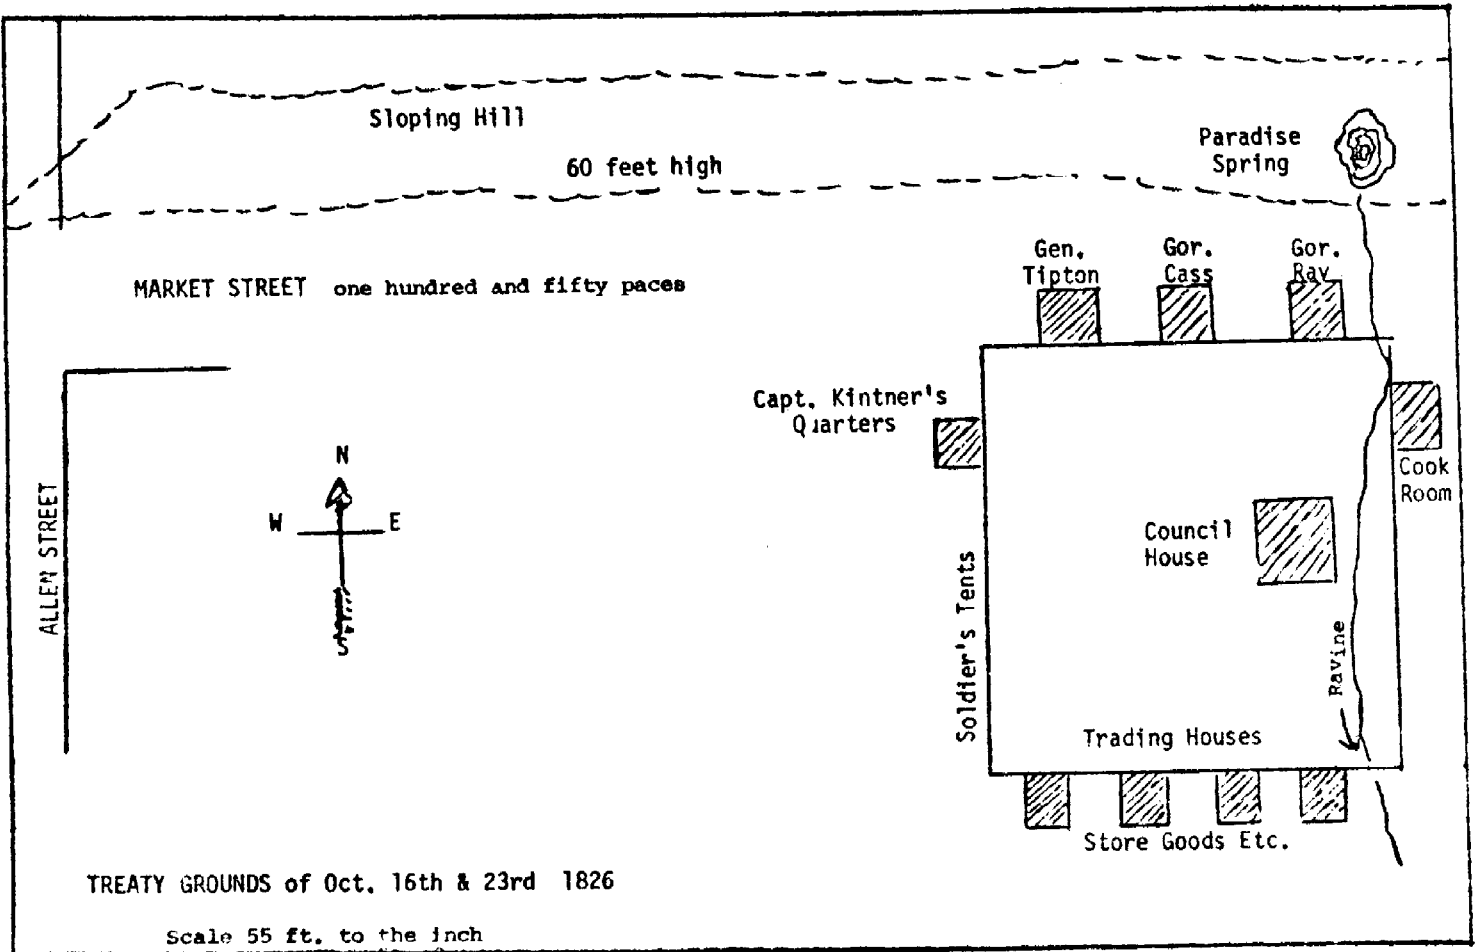 Sloping Hill
60 feet high
Paradise
Spring
MARKET STREET one hundred and fifty paces
Gen.
Tipton
Gor.
Cass
Gor.
Ray
Capt. Kintner's
Quarters
Cook
Room
N
W E
S
ALLEN STREET
Council
House
Soldier's Tents
Ravine
Trading Houses
Store Goods Etc.
TREATY GROUNDS of Oct. 16th & 23rd 1826
Scale 55 ft. to the inch